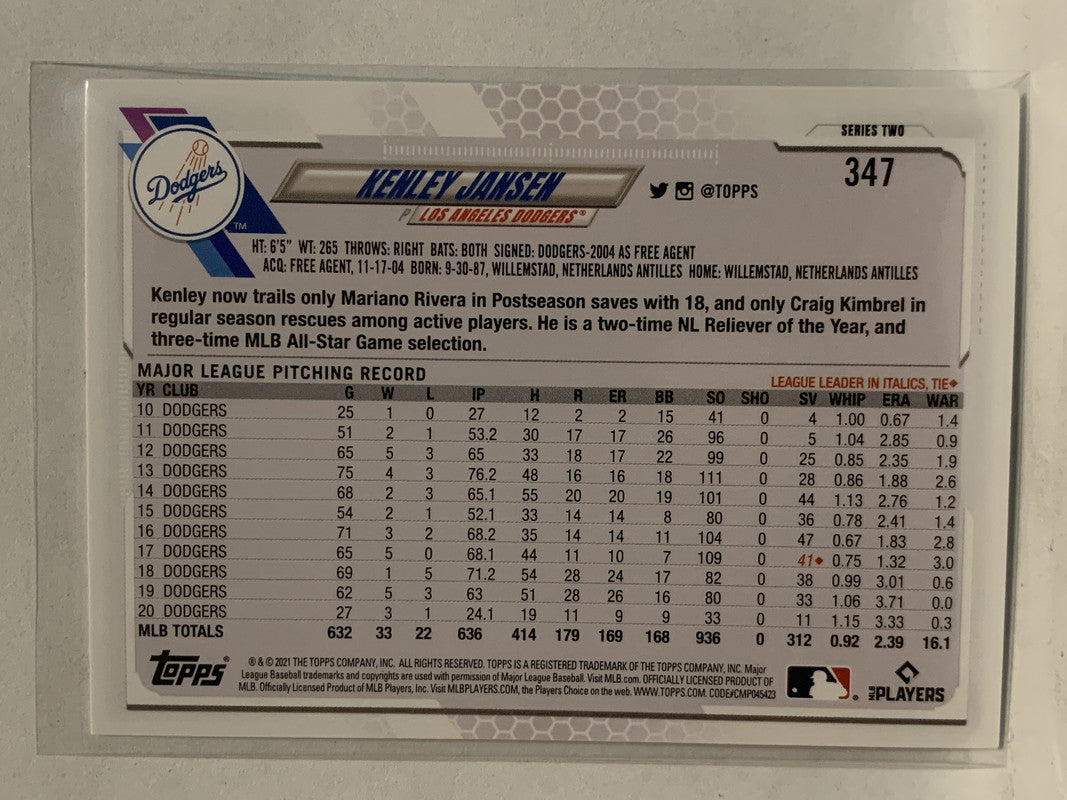 SERIES TWO
347
Dodgers
TM
KENLEY JANSEN
P LOS ANGELES DODGERS®
@TOPPS
HT: 6'5" WT: 265 THROWS: RIGHT BATS: BOTH SIGNED: DODGERS-2004 AS FREE AGENT
ACQ: FREE AGENT, 11-17-04 BORN: 9-30-87, WILLEMSTAD, NETHERLANDS ANTILLES HOME: WILLEMSTAD, NETHERLANDS ANTILLES
Kenley now trails only Mariano Rivera in Postseason saves with 18, and only Craig Kimbrel in
regular season rescues among active players. He is a two-time NL Reliever of the Year, and
three-time MLB All-Star Game selection.
MAJOR LEAGUE PITCHING RECORD
LEAGUE LEADER IN ITALICS, TIE◆
YR CLUB G W L IP H R ER BB SO SHO SV WHIP ERA WAR
10 DODGERS 25 1 0 27 12 2 2 15 41 0 4 1.00 0.67 1.4
11 DODGERS 51 2 1 53.2 30 17 17 26 96 0 5 1.04 2.85 0.9
12 DODGERS 65 5 3 65 33 18 17 22 99 0 25 0.85 2.35 1.9
13 DODGERS 75 4 3 76.2 48 16 16 18 111 0 28 0.86 1.88 2.6
14 DODGERS 68 2 3 65.1 55 20 20 19 101 0 44 1.13 2.76 1.2
15 DODGERS 54 2 1 52.1 33 14 14 8 80 0 36 0.78 2.41 1.4
16 DODGERS 71 3 2 68.2 35 14 14 11 104 0 47 0.67 1.83 2.8
17 DODGERS 65 5 0 68.1 44 11 10 7 109 0 41◆ 0.75 1.32 3.0
18 DODGERS 69 1 5 71.2 54 28 24 17 82 0 38 0.99 3.01 0.6
19 DODGERS 62 5 3 63 51 28 26 16 80 0 33 1.06 3.71 0.0
20 DODGERS 27 3 1 24.1 19 11 9 9 33 0 11 1.15 3.33 0.3
MLB TOTALS 632 33 22 636 414 179 169 168 936 0 312 0.92 2.39 16.1
topps®
® & © 2021 THE TOPPS COMPANY, INC. ALL RIGHTS RESERVED. TOPPS IS A REGISTERED TRADEMARK OF THE TOPPS COMPANY, INC. Major
League Baseball trademarks and copyrights are used with permission of Major League Baseball. Visit MLB.com. OFFICIALLY LICENSED PRODUCT OF
MLB. Officially Licensed Product of MLB Players, Inc. Visit MLBPLAYERS.COM, the Players Choice on the web. WWW.TOPPS.COM. CODE#CMP045423
®
MLB PLAYERS